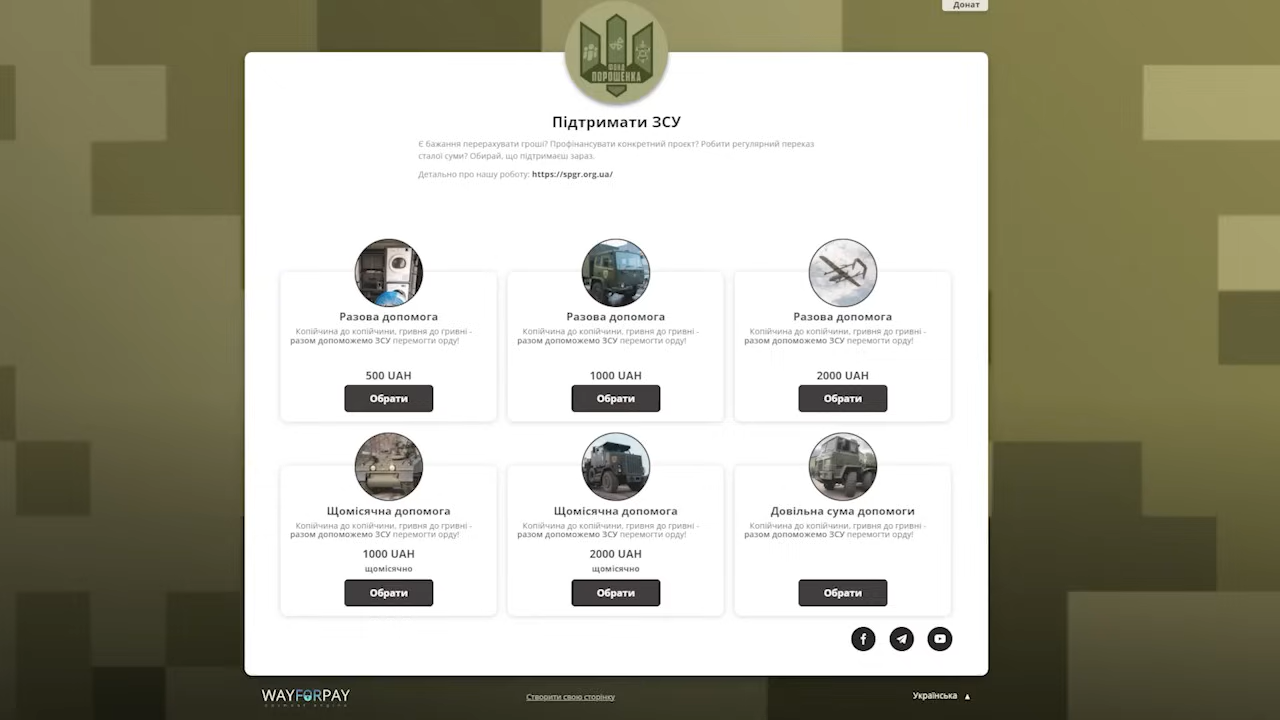 Донат
ФОНД
ПОРОШЕНКА
Підтримати ЗСУ
Є бажання перерахувати гроші? Профінансувати конкретний проєкт? Робити регулярний переказ
сталої суми? Обирай, що підтримаєш зараз.
Детально про нашу роботу: https://spgr.org.ua/
Разова допомога
Копійчина до копійчини, гривня до гривні -
разом допоможемо ЗСУ перемогти орду!
500 UAH
Обрати
Разова допомога
Копійчина до копійчини, гривня до гривні -
разом допоможемо ЗСУ перемогти орду!
1000 UAH
Обрати
Разова допомога
Копійчина до копійчини, гривня до гривні -
разом допоможемо ЗСУ перемогти орду!
2000 UAH
Обрати
Щомісячна допомога
Копійчина до копійчини, гривня до гривні -
разом допоможемо ЗСУ перемогти орду!
1000 UAH
щомісячно
Обрати
Щомісячна допомога
Копійчина до копійчини, гривня до гривні -
разом допоможемо ЗСУ перемогти орду!
2000 UAH
щомісячно
Обрати
Довільна сума допомоги
Копійчина до копійчини, гривня до гривні -
разом допоможемо ЗСУ перемогти орду!
Обрати
WAYFORPAY
Створити свою сторінку
Українська ▲